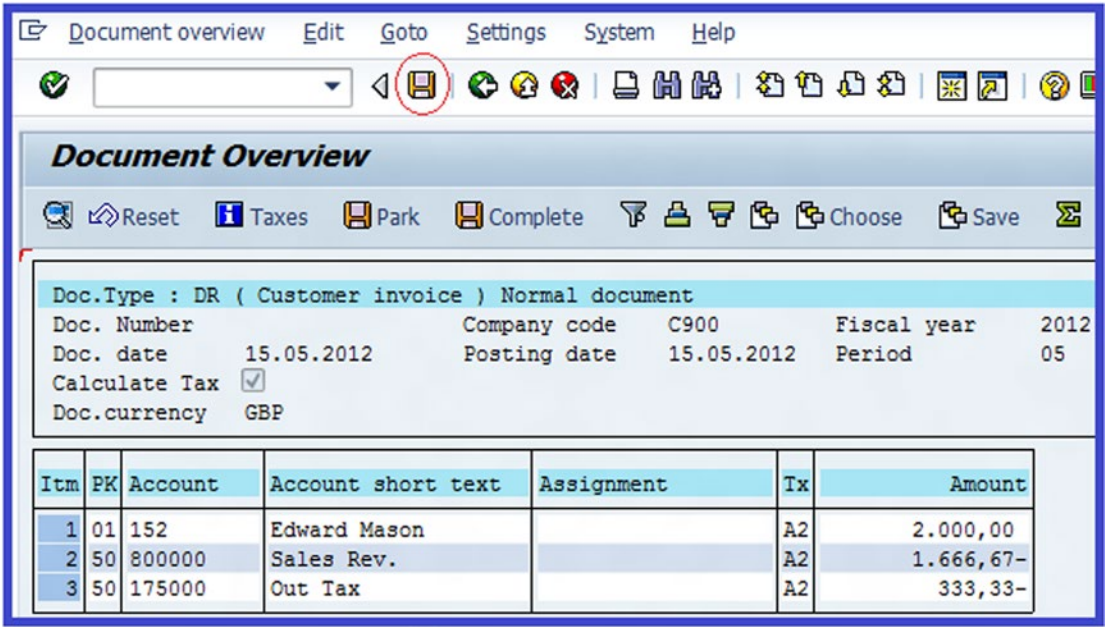 Document overview Edit Goto Settings System Help
Document Overview
Reset Taxes Park Complete Choose Save
Doc.Type : DR ( Customer invoice ) Normal document
Doc. Number Company code C900 Fiscal year 2012
Doc. date 15.05.2012 Posting date 15.05.2012 Period 05
Calculate Tax
Doc.currency GBP
Itm PK Account Account short text Assignment Tx Amount
1 01 152 Edward Mason A2 2.000,00
2 50 800000 Sales Rev. A2 1.666,67-
3 50 175000 Out Tax A2 333,33-